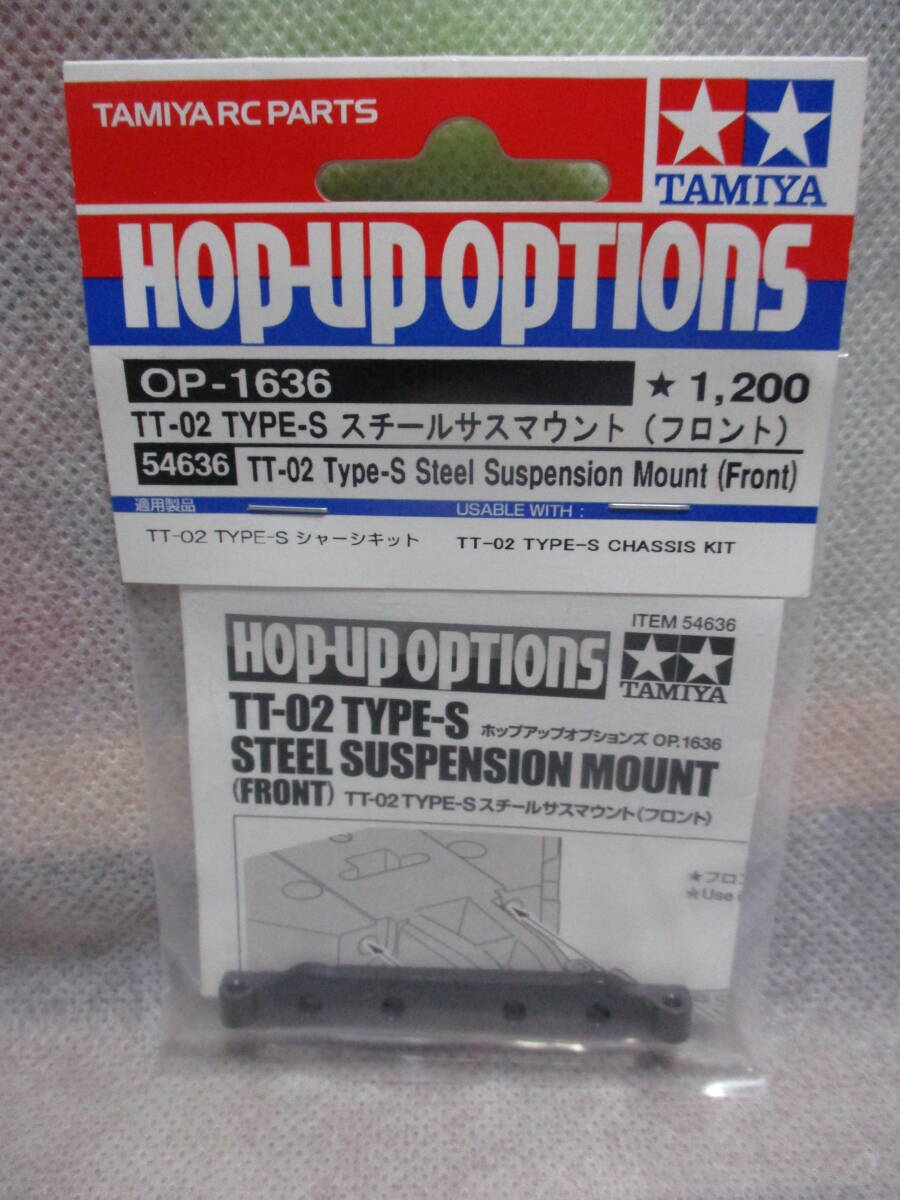 TAMIYA RC PARTS
TAMIYA
HOP-UP OPTIONS
OP-1636
★ 1,200
TT-02 TYPE-S スチールサスマウント (フロント)
54636 TT-02 Type-S Steel Suspension Mount (Front)
適用製品
USABLE WITH :
TT-02 TYPE-S シャーシキット
TT-02 TYPE-S CHASSIS KIT
ITEM 54636
HOP-UP OPTIONS
TAMIYA
TT-02 TYPE-S ホップアップオプションズ OP.1636
STEEL SUSPENSION MOUNT
(FRONT) TT-02 TYPE-S スチールサスマウント(フロント)
★フロ
★Use